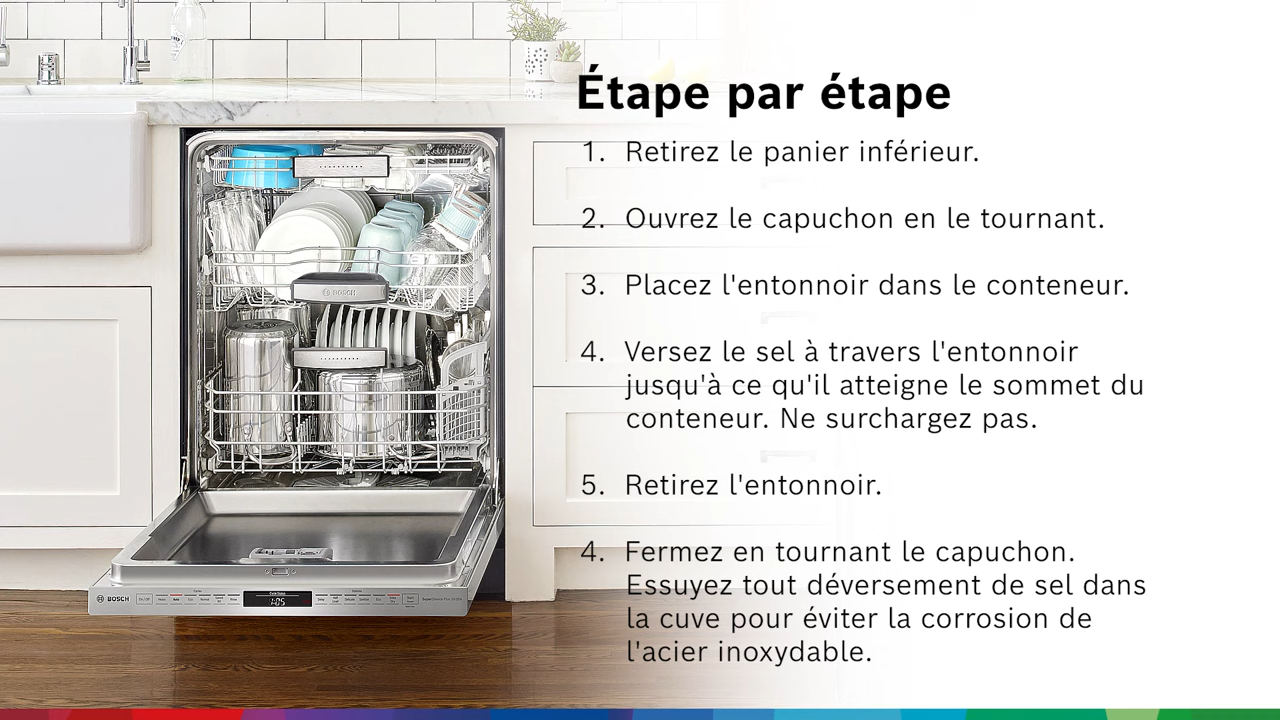 Étape par étape
1. Retirez le panier inférieur.
2. Ouvrez le capuchon en le tournant.
3. Placez l'entonnoir dans le conteneur.
4. Versez le sel à travers l'entonnoir
jusqu'à ce qu'il atteigne le sommet du
conteneur. Ne surchargez pas.
5. Retirez l'entonnoir.
4. Fermez en tournant le capuchon.
Essuyez tout déversement de sel dans
la cuve pour éviter la corrosion de
l'acier inoxydable.
BOSCH
BOSCH
1:05